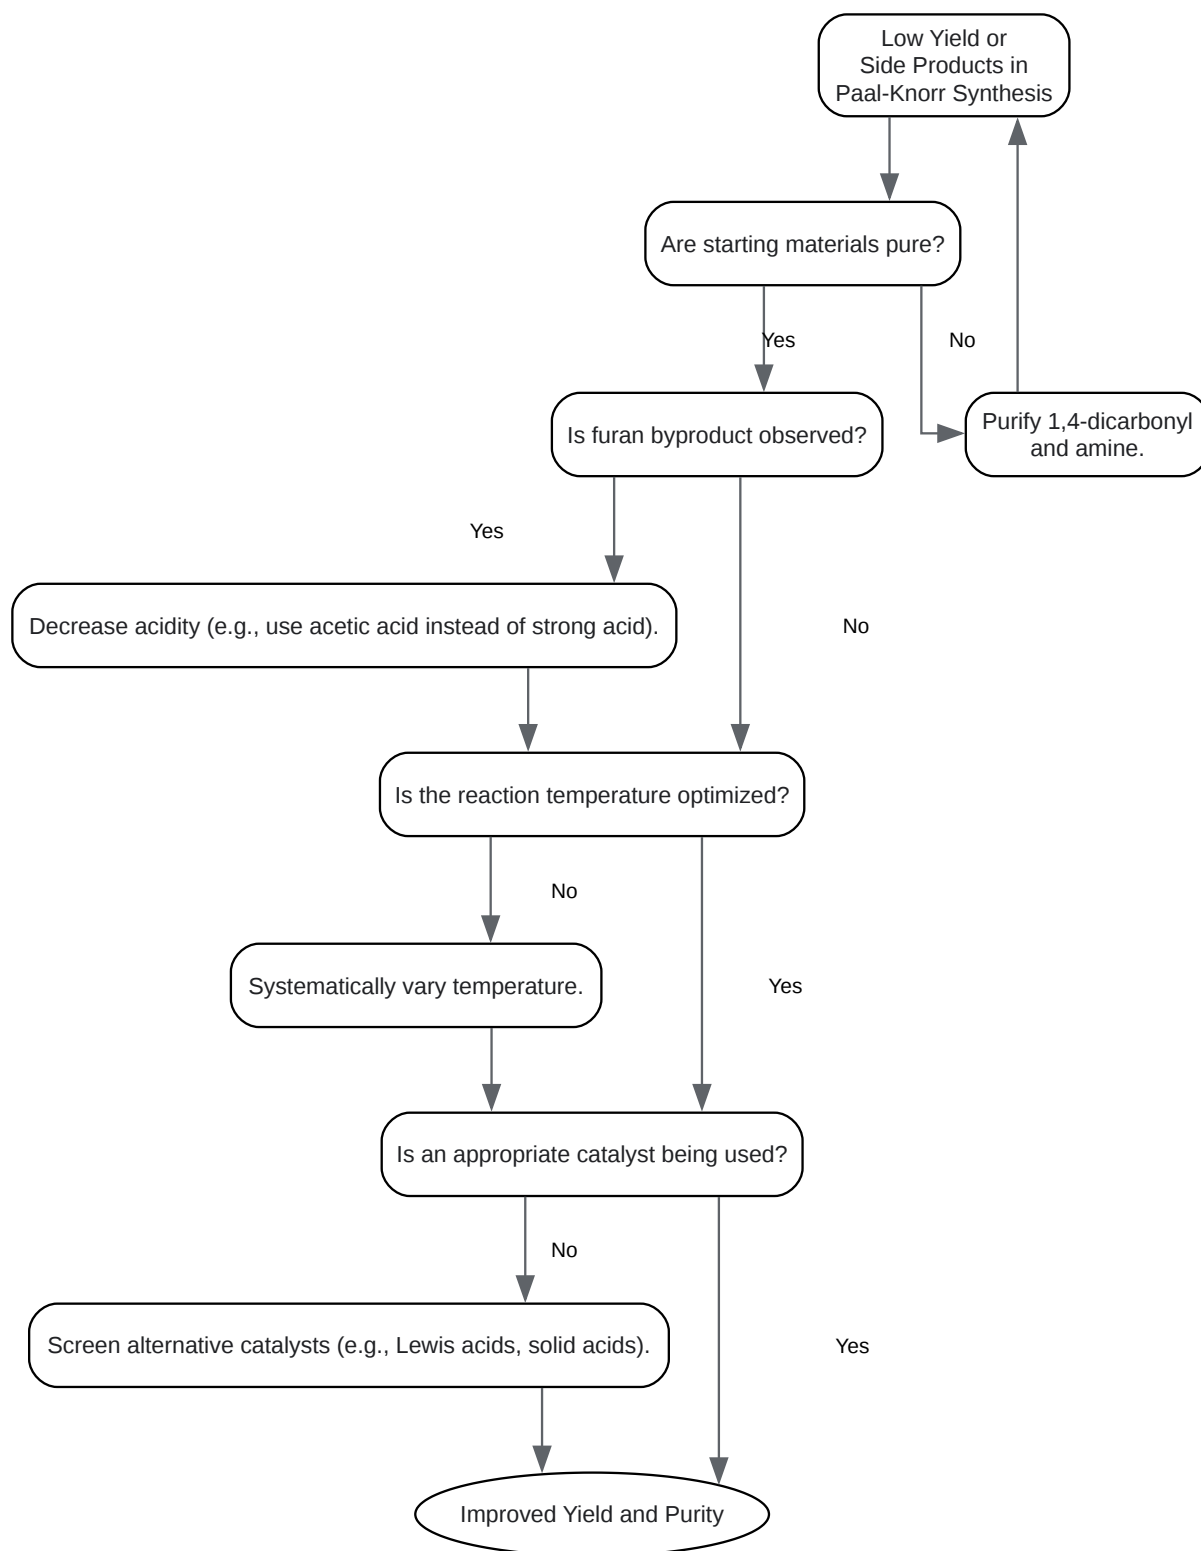 Low Yield or
Side Products in
Paal-Knorr Synthesis
Are starting materials pure?
Yes
No
Is furan byproduct observed?
Purify 1,4-dicarbonyl
and amine.
Yes
Decrease acidity (e.g., use acetic acid instead of strong acid).
No
Is the reaction temperature optimized?
No
Systematically vary temperature.
Yes
Is an appropriate catalyst being used?
No
Screen alternative catalysts (e.g., Lewis acids, solid acids).
Yes
Improved Yield and Purity